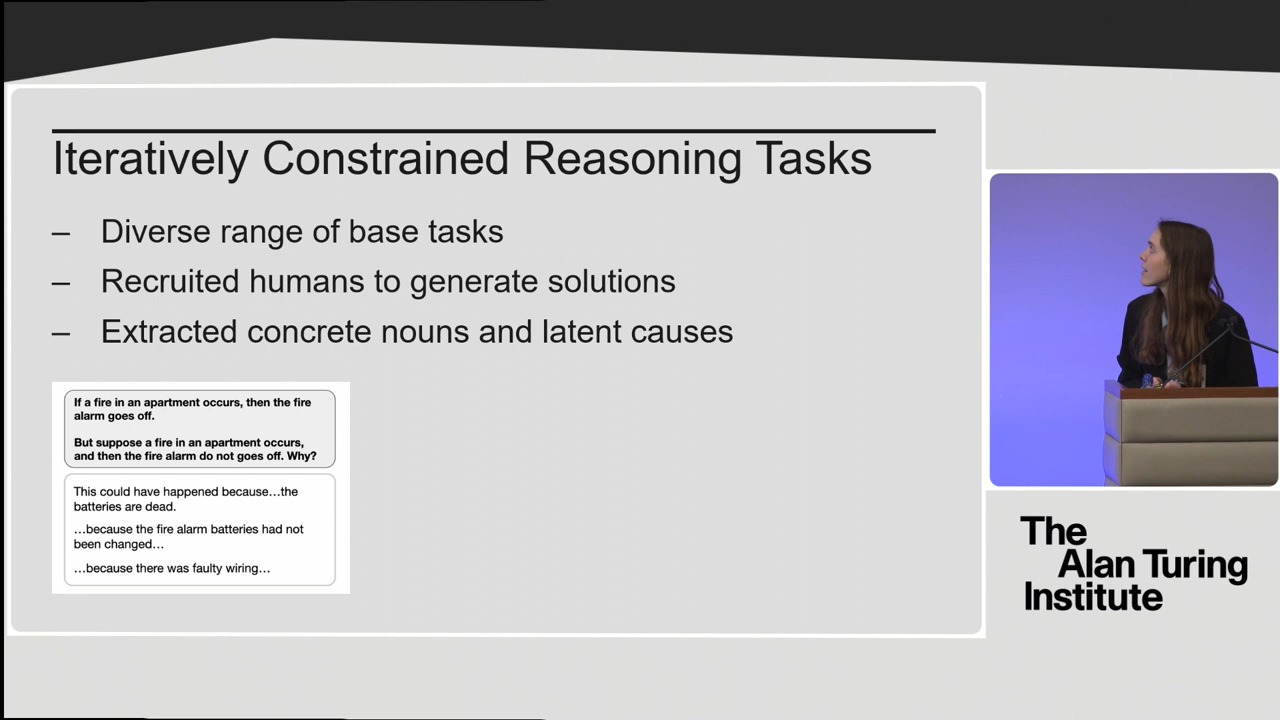 Iteratively Constrained Reasoning Tasks
– Diverse range of base tasks
– Recruited humans to generate solutions
– Extracted concrete nouns and latent causes
If a fire in an apartment occurs, then the fire
alarm goes off.
But suppose a fire in an apartment occurs,
and then the fire alarm do not goes off. Why?
This could have happened because…the
batteries are dead.
…because the fire alarm batteries had not
been changed…
…because there was faulty wiring…
The
Alan Turing
Institute